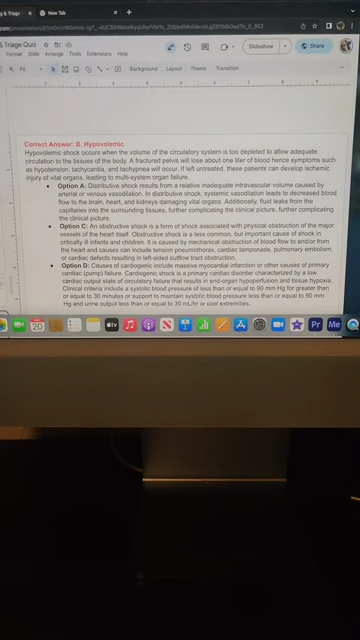 & Triage Quiz
New Tab
& Triage Quiz
Format Slide Arrange Tools Extensions Help
Slideshow
Share
Fit
Background Layout Theme Transition
Correct Answer: B. Hypovolemic
Hypovolemic shock occurs when the volume of the circulatory system is too depleted to allow adequate
circulation to the tissues of the body. A fractured pelvis will lose about one liter of blood hence symptoms such
as hypotension, tachycardia, and tachypnea will occur. If left untreated, these patients can develop ischemic
injury of vital organs, leading to multi-system organ failure.
• Option A: Distributive shock results from a relative inadequate intravascular volume caused by
arterial or venous vasodilation. In distributive shock, systemic vasodilation leads to decreased blood
flow to the brain, heart, and kidneys damaging vital organs. Additionally, fluid leaks from the
capillaries into the surrounding tissues, further complicating the clinical picture. further complicating
the clinical picture.
• Option C: An obstructive shock is a form of shock associated with physical obstruction of the major
vessels of the heart itself. Obstructive shock is a less common, but important cause of shock in
critically ill infants and children. It is caused by mechanical obstruction of blood flow to and/or from
the heart and causes can include tension pneumothorax, cardiac tamponade, pulmonary embolism,
or cardiac defects resulting in left-sided outflow tract obstruction.
• Option D: Causes of cardiogenic include massive myocardial infarction or other causes of primary
cardiac (pump) failure. Cardiogenic shock is a primary cardiac disorder characterized by a low
cardiac output state of circulatory failure that results in end-organ hypoperfusion and tissue hypoxia.
Clinical criteria include a systolic blood pressure of less than or equal to 90 mm Hg for greater than
or equal to 30 minutes or support to maintain systolic blood pressure less than or equal to 90 mm
Hg and urine output less than or equal to 30 mL/hr or cool extremities.
20
tv
Pr
Me